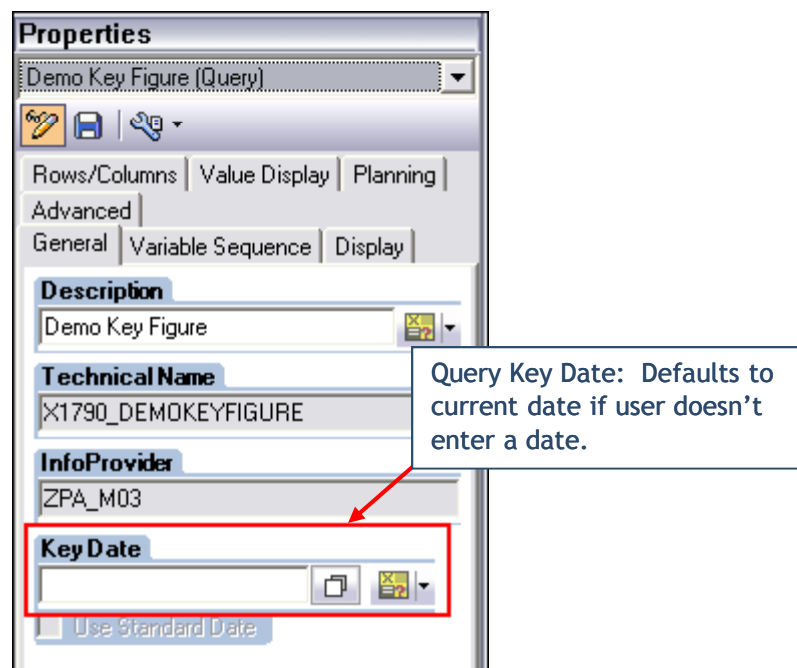 Properties
Demo Key Figure (Query)
Rows/Columns Value Display Planning
Advanced
General Variable Sequence Display
Description
Demo Key Figure
Technical Name
X1790_DEMOKEYFIGURE
Query Key Date: Defaults to
current date if user doesn't
enter a date.
InfoProvider
ZPA_M03
Key Date
Use Standard Date